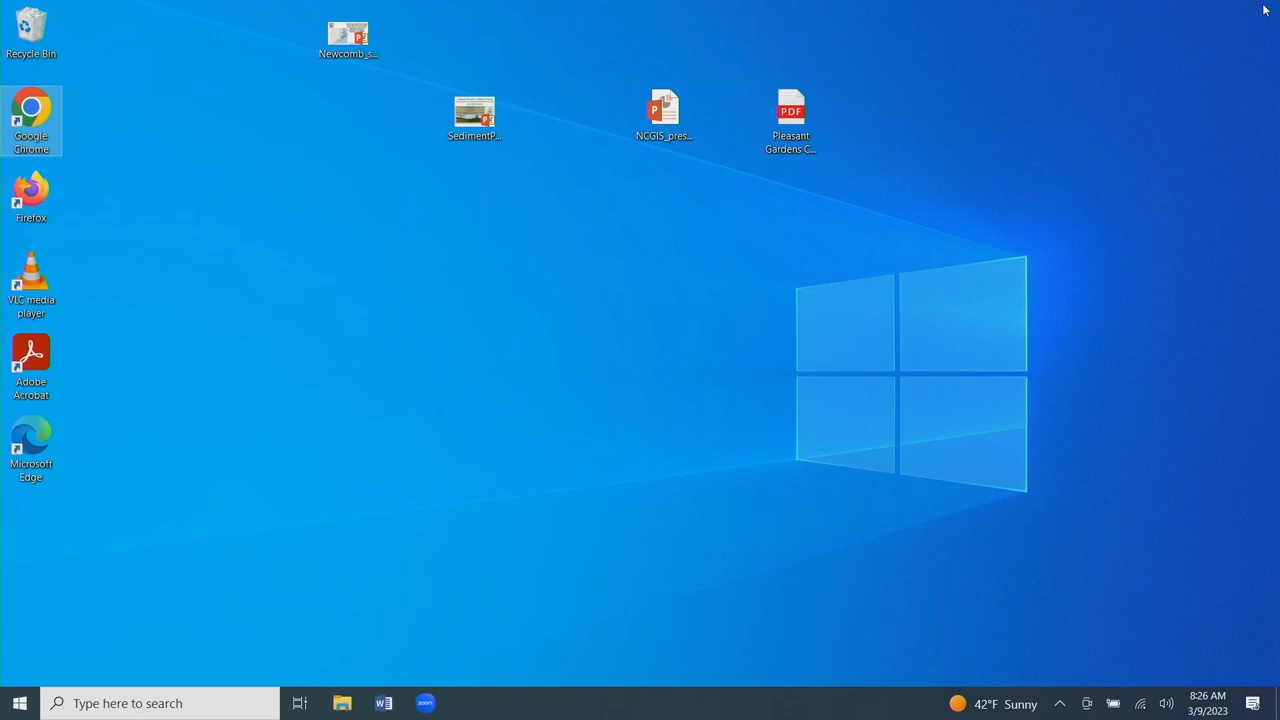 Recycle Bin
Newcomb_s...
Google
Chrome
SedimentP...
NCGIS_pres...
PDF
Pleasant
Gardens C...
Firefox
VLC media
player
Adobe
Acrobat
Microsoft
Edge
Type here to search
zoom
42°F Sunny
8:26 AM
3/9/2023